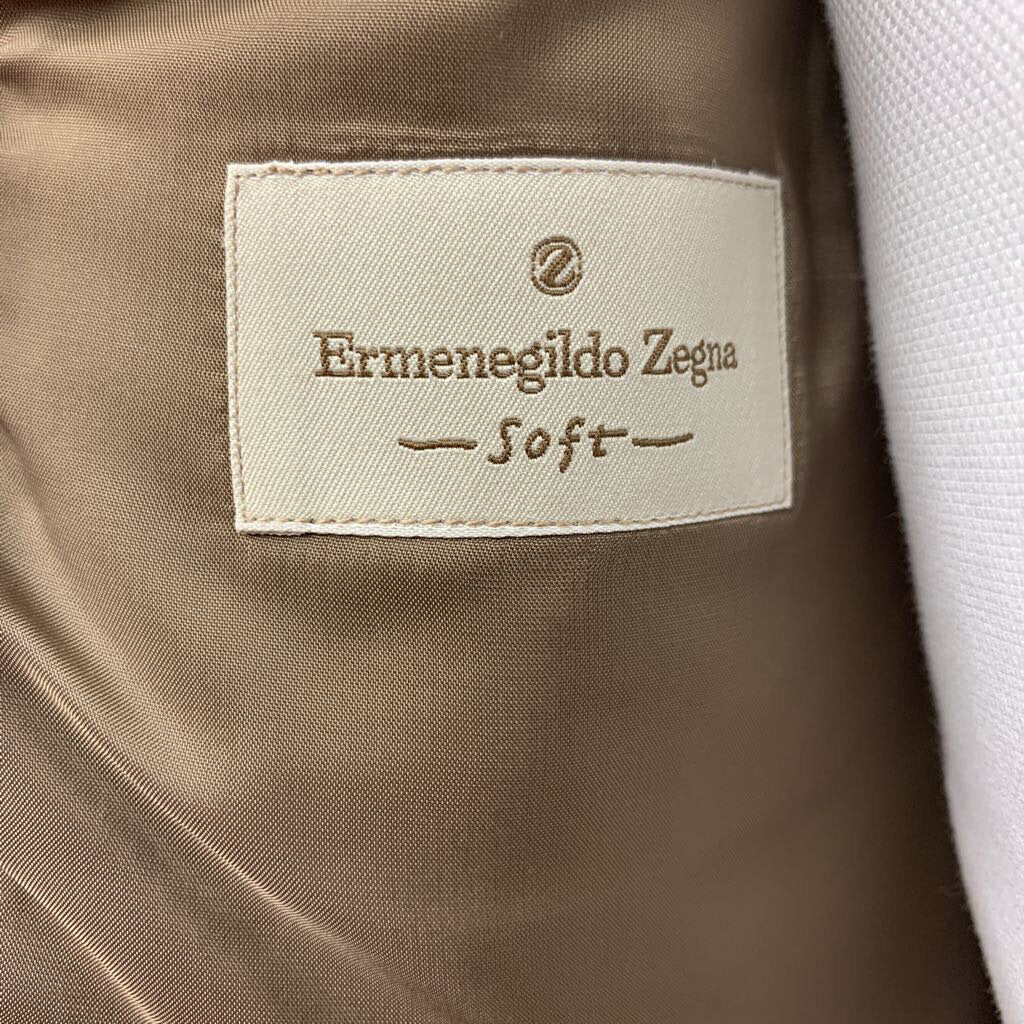 Z
Ermenegildo Zegna
— Soft —